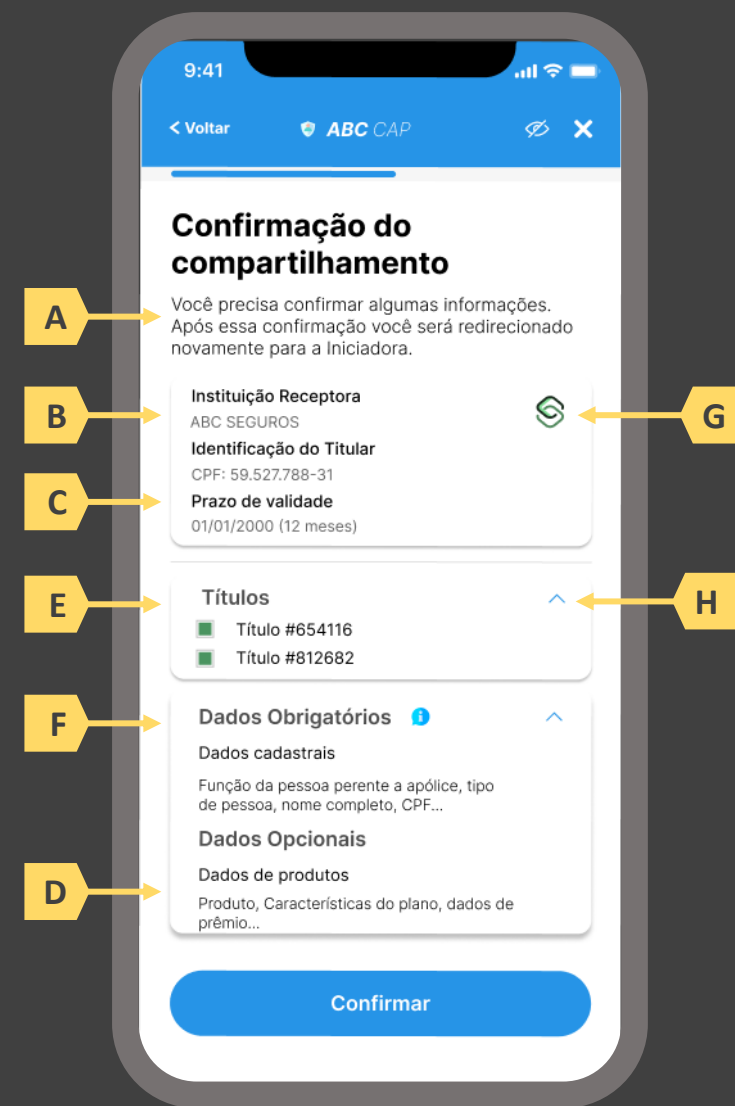 9:41
< Voltar
ABC CAP
Confirmação do
compartilhamento
A
Você precisa confirmar algumas informações.
Após essa confirmação você será redirecionado
novamente para a Iniciadora.
B
Instituição Receptora
ABC SEGUROS
G
Identificação do Titular
CPF: 59.527.788-31
C
Prazo de validade
01/01/2000 (12 meses)
E
Títulos
H
Título #654116
Título #812682
F
Dados Obrigatórios
Dados cadastrais
Função da pessoa perente a apólice, tipo
de pessoa, nome completo, CPF...
Dados Opcionais
D
Dados de produtos
Produto, Características do plano, dados de
prêmio...
Confirmar